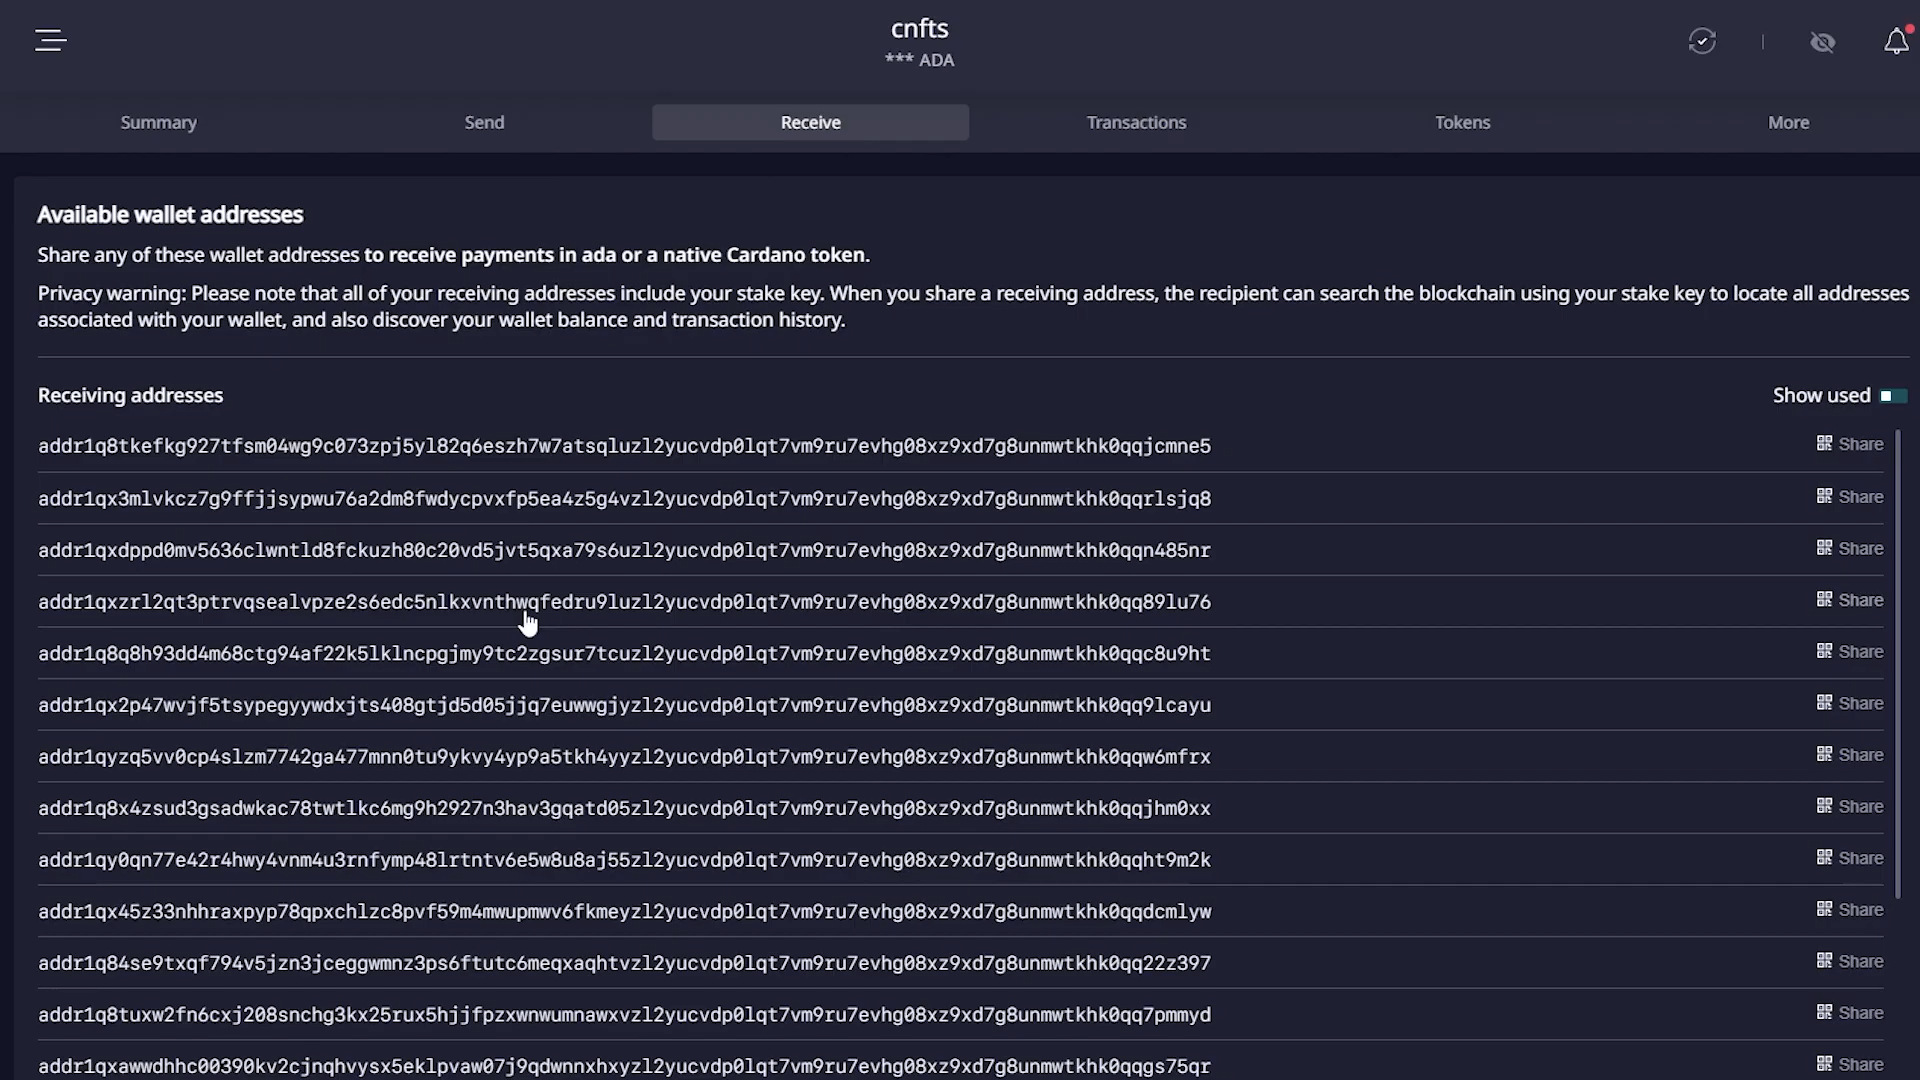 cnfts
*** ADA
Summary
Send
Receive
Transactions
Tokens
More
Available wallet addresses
Share any of these wallet addresses to receive payments in ada or a native Cardano token.
Privacy warning: Please note that all of your receiving addresses include your stake key. When you share a receiving address, the recipient can search the blockchain using your stake key to locate all addresses
associated with your wallet, and also discover your wallet balance and transaction history.
Receiving addresses
Show used
addr1q8tkefkg927tfsm04wg9c073zpj5yl82q6eszh7w7atsqluzl2yucvdp0lqt7vm9ru7evhg08xz9xd7g8unmwtkhk0qqjcmne5 Share
addr1qx3mlvkcz7g9ffjjsypwu76a2dm8fwdycpvxfp5ea4z5g4vzl2yucvdp0lqt7vm9ru7evhg08xz9xd7g8unmwtkhk0qqrlsjq8 Share
addr1qxdppd0mv5636clwntld8fckuzh80c20vd5jvt5qxa79s6uzl2yucvdp0lqt7vm9ru7evhg08xz9xd7g8unmwtkhk0qqn485nr Share
addr1qxzrl2qt3ptrvqsealvpze2s6edc5nlkxvnthwqfedru9luzl2yucvdp0lqt7vm9ru7evhg08xz9xd7g8unmwtkhk0qq89lu76 Share
addr1q8q8h93dd4m68ctg94af22k5lklncpgjmy9tc2zgsur7tcuzl2yucvdp0lqt7vm9ru7evhg08xz9xd7g8unmwtkhk0qqc8u9ht Share
addr1qx2p47wvjf5tsypegyywdxjts408gtjd5d05jjq7euwwgjyzl2yucvdp0lqt7vm9ru7evhg08xz9xd7g8unmwtkhk0qq9lcayu Share
addr1qyzq5vv0cp4slzm7742ga477mnn0tu9ykvy4yp9a5tkh4yyzl2yucvdp0lqt7vm9ru7evhg08xz9xd7g8unmwtkhk0qqw6mfrx Share
addr1q8x4zsud3gsadwkac78twtlkc6mg9h2927n3hav3gqatd05zl2yucvdp0lqt7vm9ru7evhg08xz9xd7g8unmwtkhk0qqjhm0xx Share
addr1qy0qn77e42r4hwy4vnm4u3rnfymp48lrtntv6e5w8u8aj55zl2yucvdp0lqt7vm9ru7evhg08xz9xd7g8unmwtkhk0qqht9m2k Share
addr1qx45z33nhhraxpyp78qpxchlzc8pvf59m4mwupmwv6fkmeyzl2yucvdp0lqt7vm9ru7evhg08xz9xd7g8unmwtkhk0qqdcmlyw Share
addr1q84se9txqf794v5jzn3jceggwmnz3ps6ftutc6meqxaqhtvzl2yucvdp0lqt7vm9ru7evhg08xz9xd7g8unmwtkhk0qq22z397 Share
addr1q8tuxw2fn6cxj208snchg3kx25rux5hjjfpzxwnwumnawxvzl2yucvdp0lqt7vm9ru7evhg08xz9xd7g8unmwtkhk0qq7pmmyd Share
addr1qxawwdhhc00390kv2cjnqhvysx5eklpvaw07j9qdwnnxhxyzl2yucvdp0lqt7vm9ru7evhg08xz9xd7g8unmwtkhk0qqgs75qr Share